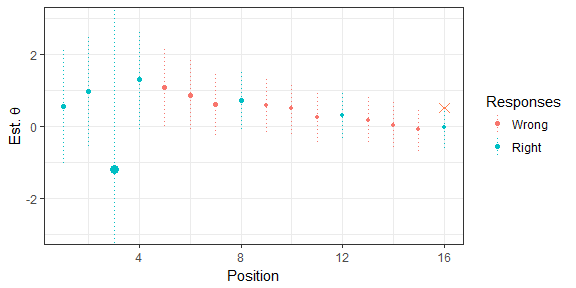 2
0
-2
Est. θ
4
8
12
16
Position
Responses
Wrong
Right